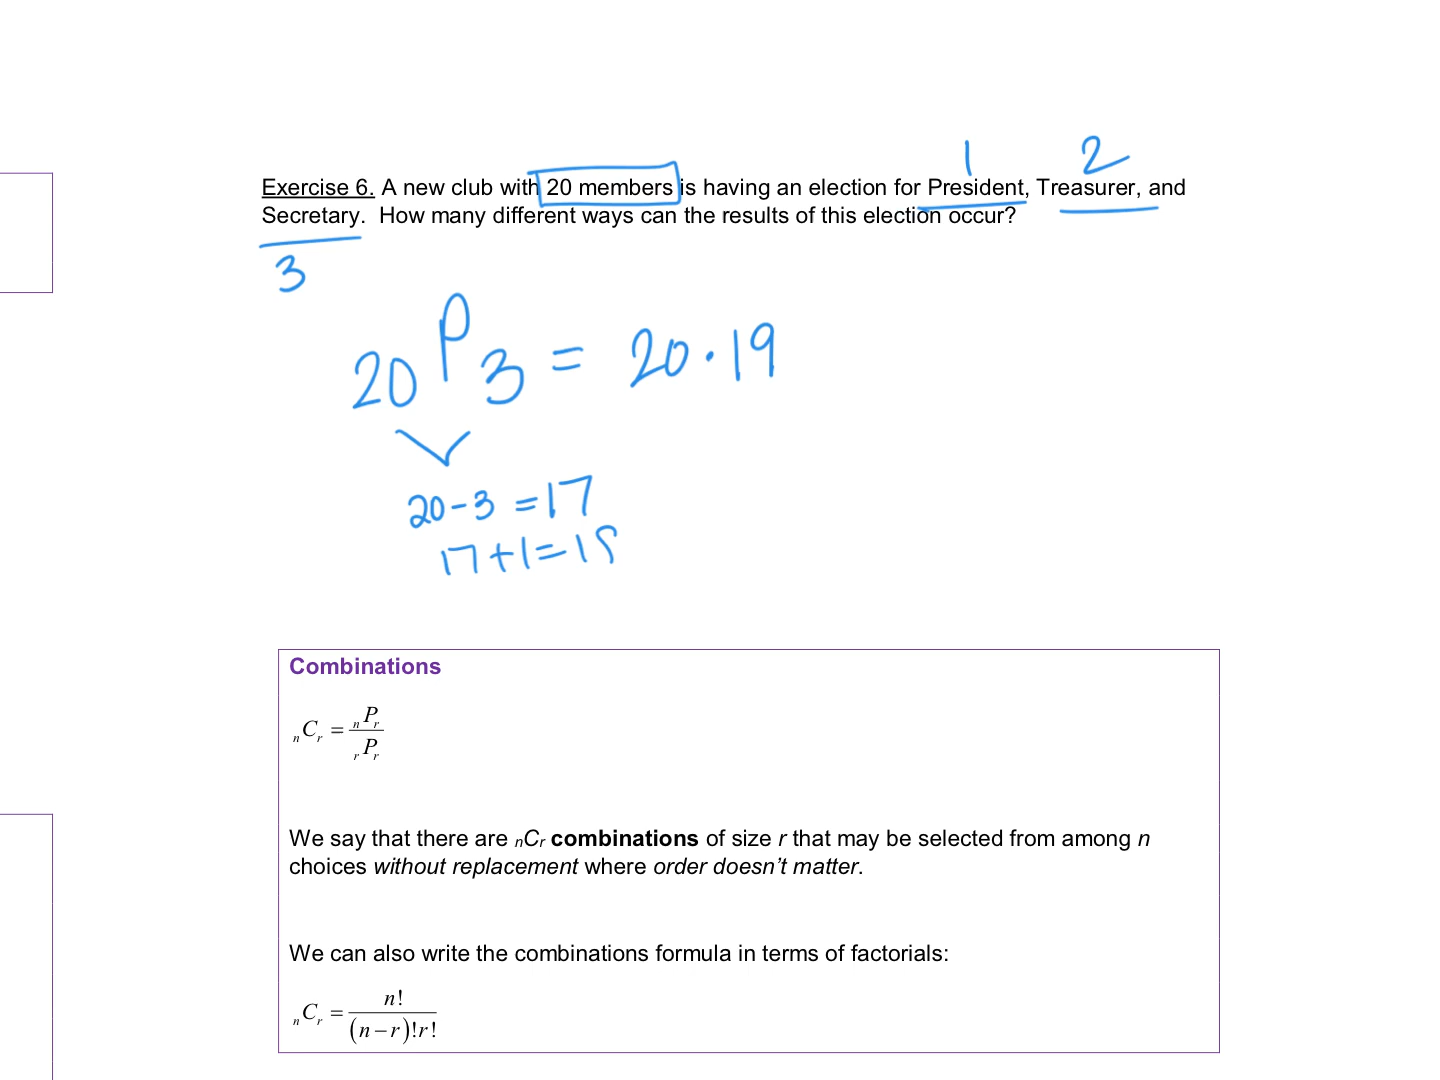 1 2
Exercise 6. A new club with 20 members is having an election for President, Treasurer, and
Secretary. How many different ways can the results of this election occur?
3
20 P 3 = 20 · 19
20 - 3 = 17
17 + 1 = 18
Combinations
nCr = nPr / rPr
We say that there are nCr combinations of size r that may be selected from among n
choices without replacement where order doesn’t matter.
We can also write the combinations formula in terms of factorials:
nCr = n! / (n − r)!r!